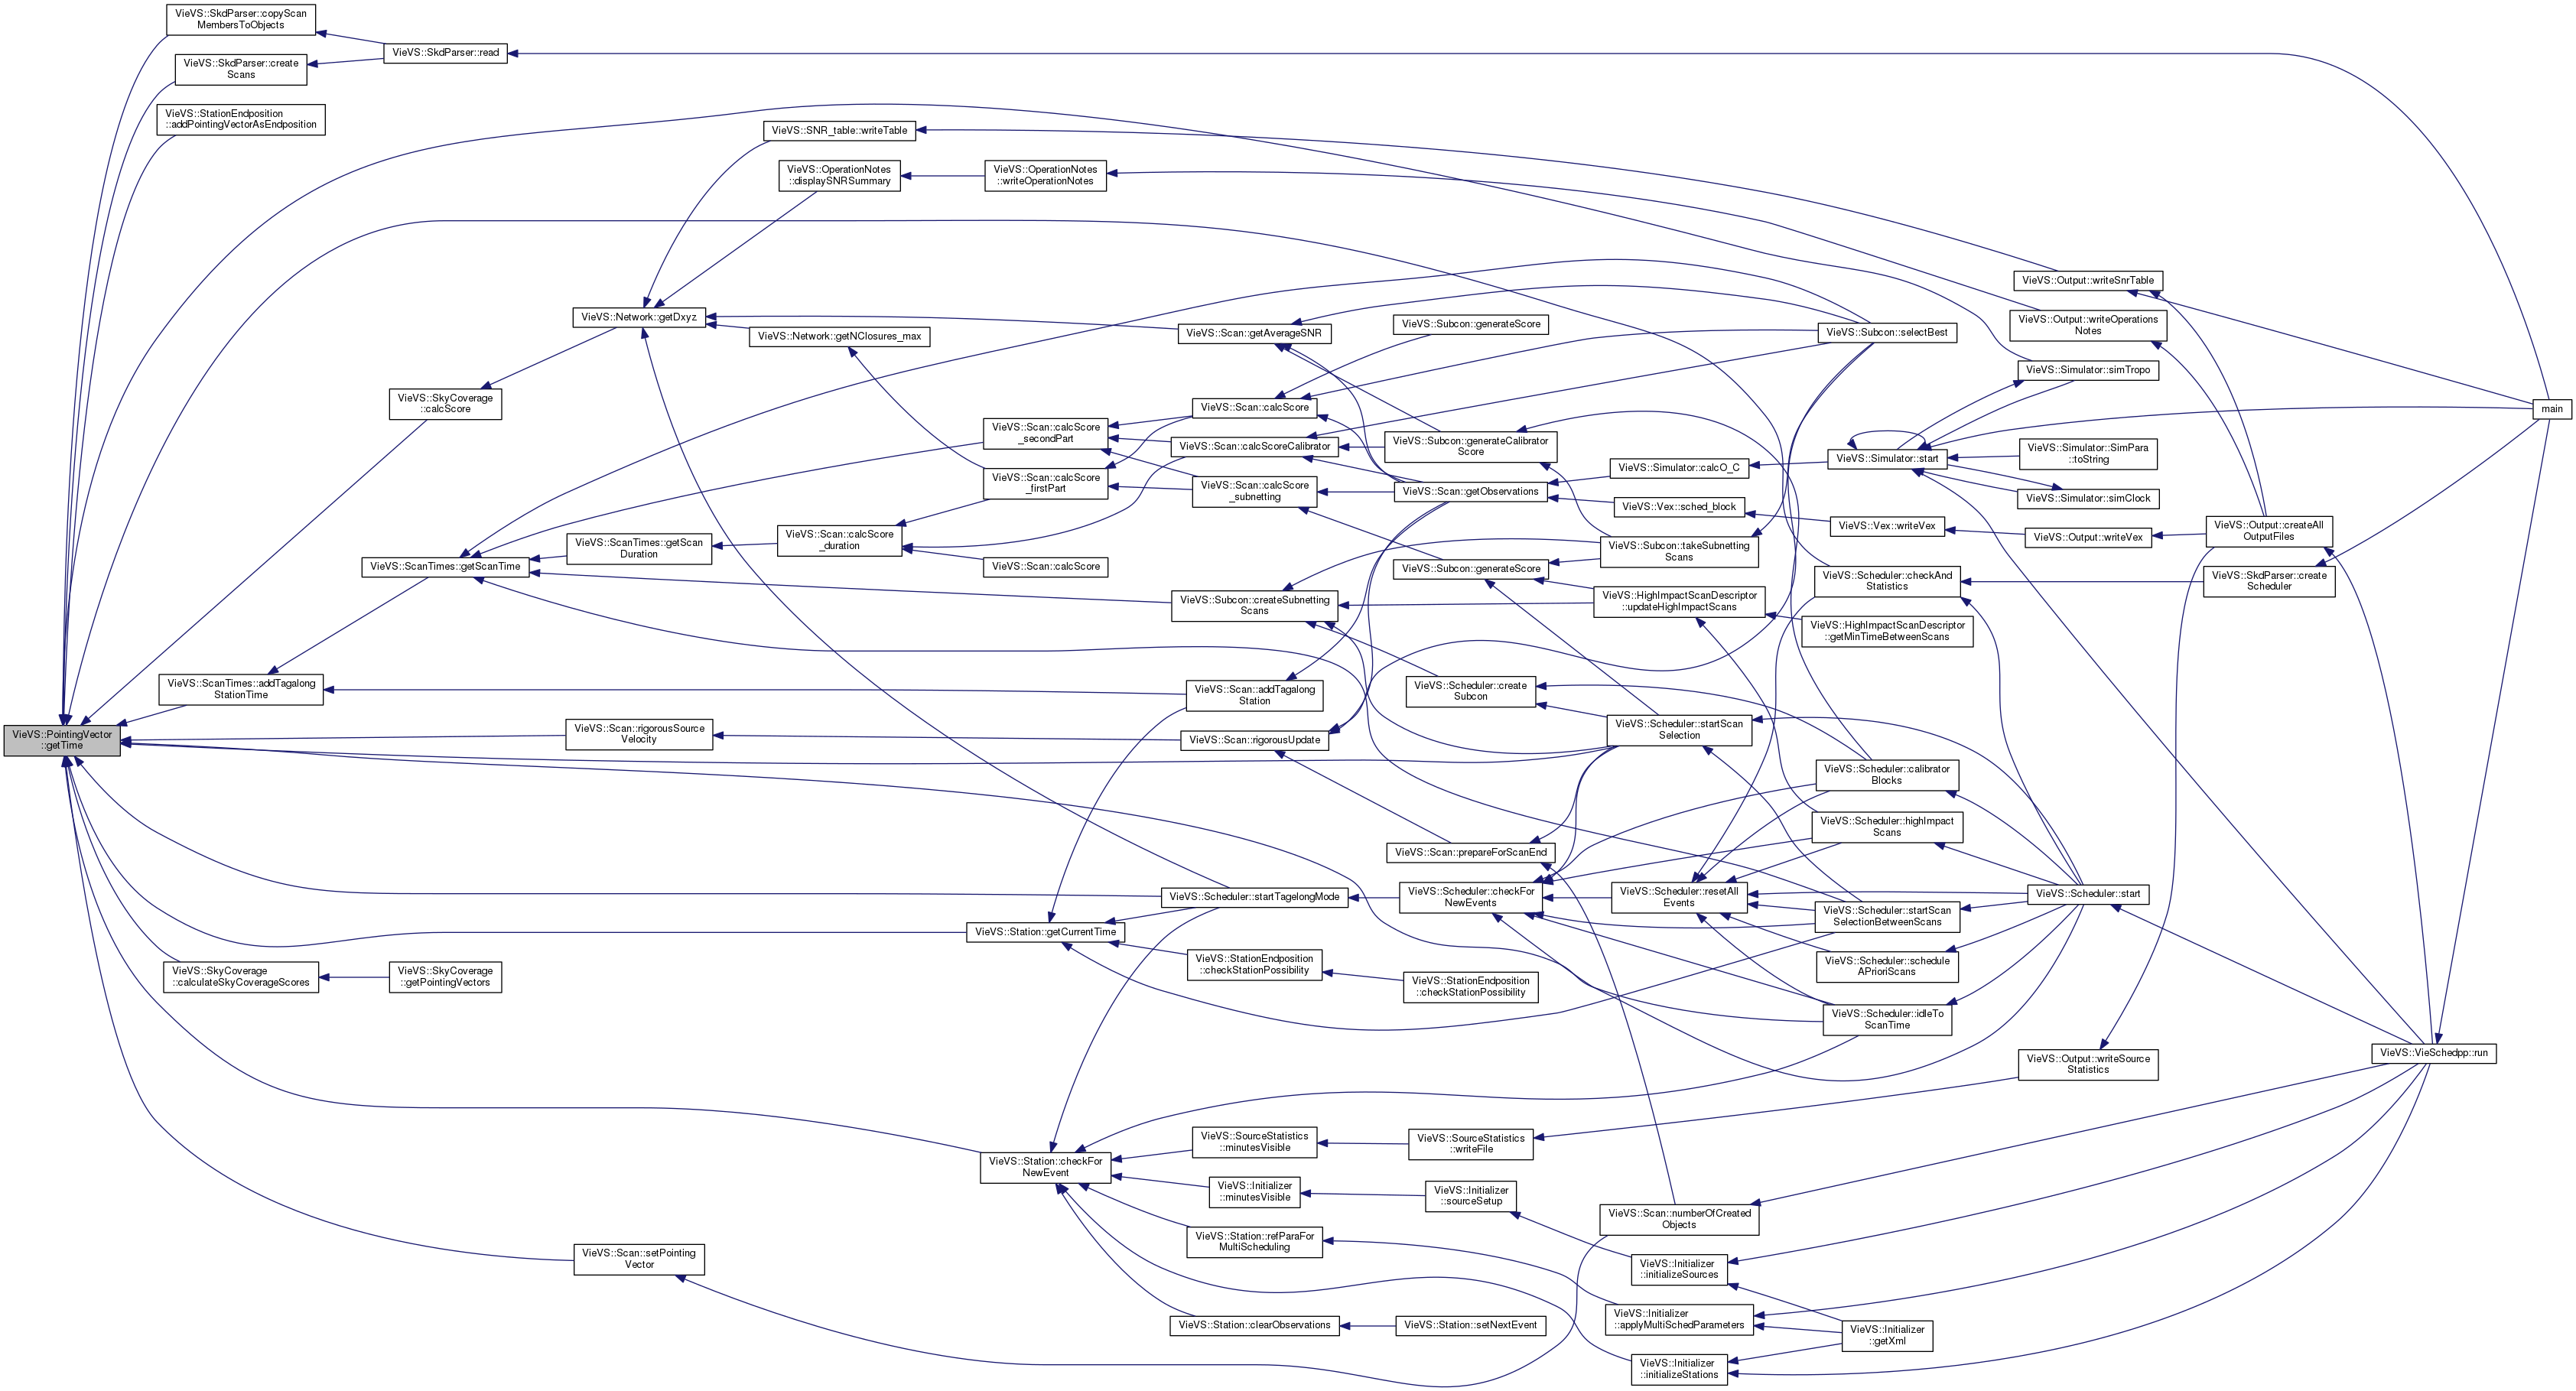 VieVS::SkdParser::copyScan
MembersToObjects
VieVS::SkdParser::read
VieVS::SkdParser::create
Scans
VieVS::StationEndposition
::addPointingVectorAsEndposition
VieVS::SNR_table::writeTable
VieVS::OperationNotes
::displaySNRSummary
VieVS::OperationNotes
::writeOperationNotes
VieVS::Output::writeSnrTable
VieVS::Network::getDxyz
VieVS::Network::getNClosures_max
VieVS::Scan::getAverageSNR
VieVS::Subcon::generateScore
VieVS::Subcon::selectBest
VieVS::Output::writeOperations
Notes
VieVS::Simulator::simTropo
VieVS::SkyCoverage
::calcScore
VieVS::Scan::calcScore
main
VieVS::Scan::calcScore
_secondPart
VieVS::Scan::calcScoreCalibrator
VieVS::Subcon::generateCalibrator
Score
VieVS::Simulator::calcO_C
VieVS::Simulator::start
VieVS::Simulator::SimPara
::toString
VieVS::Scan::calcScore
_firstPart
VieVS::Scan::calcScore
_subnetting
VieVS::Scan::getObservations
VieVS::Vex::sched_block
VieVS::Simulator::simClock
VieVS::Vex::writeVex
VieVS::Output::writeVex
VieVS::Output::createAll
OutputFiles
VieVS::ScanTimes::getScanTime
VieVS::ScanTimes::getScan
Duration
VieVS::Scan::calcScore
_duration
VieVS::Scan::calcScore
VieVS::Subcon::generateScore
VieVS::Subcon::takeSubnetting
Scans
VieVS::Scheduler::checkAnd
Statistics
VieVS::SkdParser::create
Scheduler
VieVS::Subcon::createSubnetting
Scans
VieVS::HighImpactScanDescriptor
::updateHighImpactScans
VieVS::HighImpactScanDescriptor
::getMinTimeBetweenScans
VieVS::ScanTimes::addTagalong
StationTime
VieVS::Scan::addTagalong
Station
VieVS::Scheduler::create
Subcon
VieVS::PointingVector
::getTime
VieVS::Scan::rigorousSource
Velocity
VieVS::Scan::rigorousUpdate
VieVS::Scheduler::startScan
Selection
VieVS::Scheduler::calibrator
Blocks
VieVS::Scheduler::highImpact
Scans
VieVS::Scan::prepareForScanEnd
VieVS::Scheduler::startTagelongMode
VieVS::Scheduler::checkFor
NewEvents
VieVS::Scheduler::resetAll
Events
VieVS::Scheduler::start
VieVS::Scheduler::startScan
SelectionBetweenScans
VieVS::Station::getCurrentTime
VieVS::StationEndposition
::checkStationPossibility
VieVS::StationEndposition
::checkStationPossibility
VieVS::Scheduler::schedule
APrioriScans
VieVS::SkyCoverage
::calculateSkyCoverageScores
VieVS::SkyCoverage
::getPointingVectors
VieVS::Scheduler::idleTo
ScanTime
VieVS::VieSchedpp::run
VieVS::Output::writeSource
Statistics
VieVS::Station::checkFor
NewEvent
VieVS::SourceStatistics
::minutesVisible
VieVS::SourceStatistics
::writeFile
VieVS::Initializer
::minutesVisible
VieVS::Initializer
::sourceSetup
VieVS::Scan::numberOfCreated
Objects
VieVS::Station::refParaFor
MultiScheduling
VieVS::Scan::setPointing
Vector
VieVS::Initializer
::initializeSources
VieVS::Station::clearObservations
VieVS::Station::setNextEvent
VieVS::Initializer
::applyMultiSchedParameters
VieVS::Initializer
::getXml
VieVS::Initializer
::initializeStations